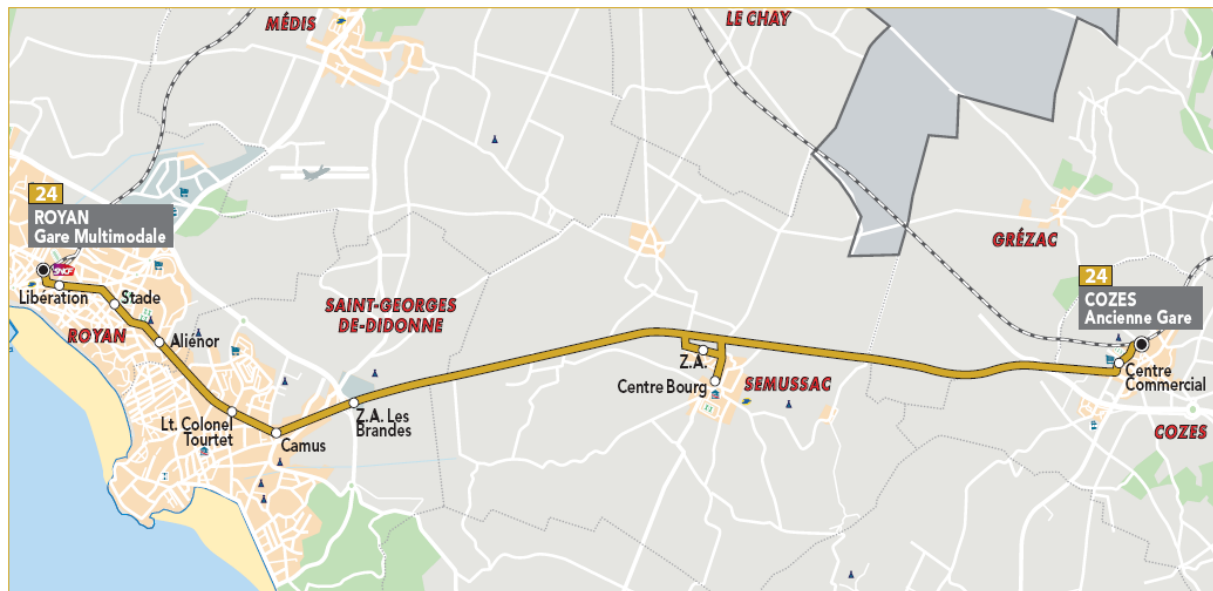 MÉDIS
LE CHAY
24
ROYAN
Gare Multimodale
SNCF
Libération
Stade
ROYAN
Aliénor
SAINT-GEORGES
DE-DIDONNE
Lt. Colonel
Tourtet
Camus
Z.A. Les
Brandes
Z.A.
Centre Bourg
SEMUSSAC
GRÉZAC
24
COZES
Ancienne Gare
Centre
Commercial
COZES